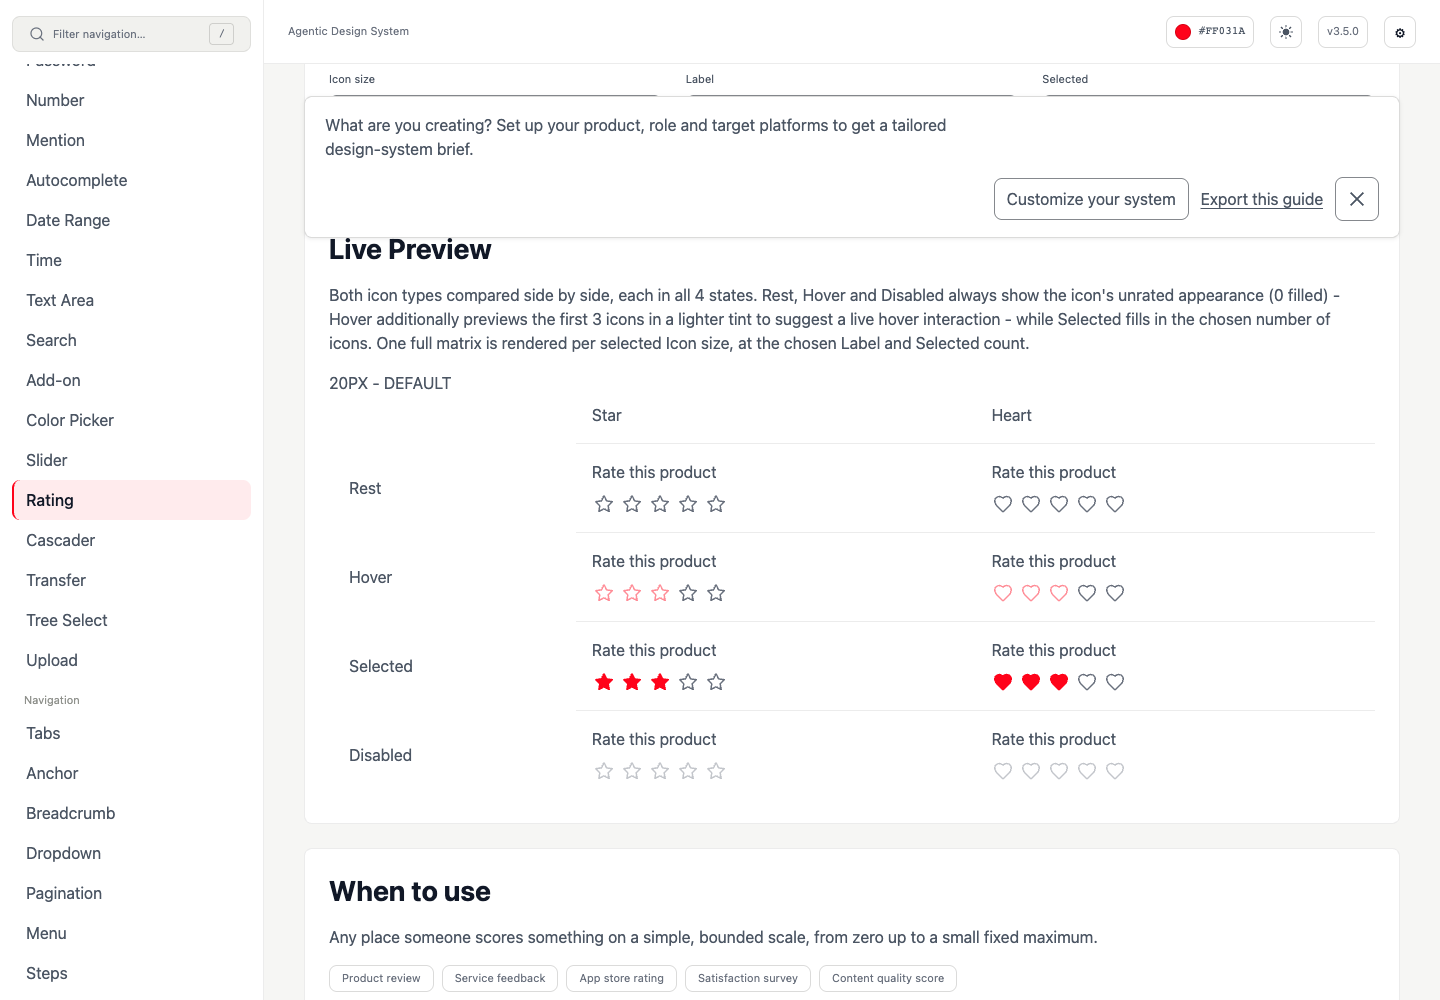 Filter navigation...
/
Agentic Design System
#FF031A
v3.5.0
Password
Number
Mention
Autocomplete
Date Range
Time
Text Area
Search
Add-on
Color Picker
Slider
Rating
Cascader
Transfer
Tree Select
Upload
Navigation
Tabs
Anchor
Breadcrumb
Dropdown
Pagination
Menu
Steps
Icon size
Label
Selected
What are you creating? Set up your product, role and target platforms to get a tailored
design-system brief.
Customize your system
Export this guide
Live Preview
Both icon types compared side by side, each in all 4 states. Rest, Hover and Disabled always show the icon's unrated appearance (0 filled) -
Hover additionally previews the first 3 icons in a lighter tint to suggest a live hover interaction - while Selected fills in the chosen number of
icons. One full matrix is rendered per selected Icon size, at the chosen Label and Selected count.
20PX - DEFAULT
Star
Heart
Rest
Rate this product
Rate this product
Hover
Rate this product
Rate this product
Selected
Rate this product
Rate this product
Disabled
Rate this product
Rate this product
When to use
Any place someone scores something on a simple, bounded scale, from zero up to a small fixed maximum.
Product review
Service feedback
App store rating
Satisfaction survey
Content quality score